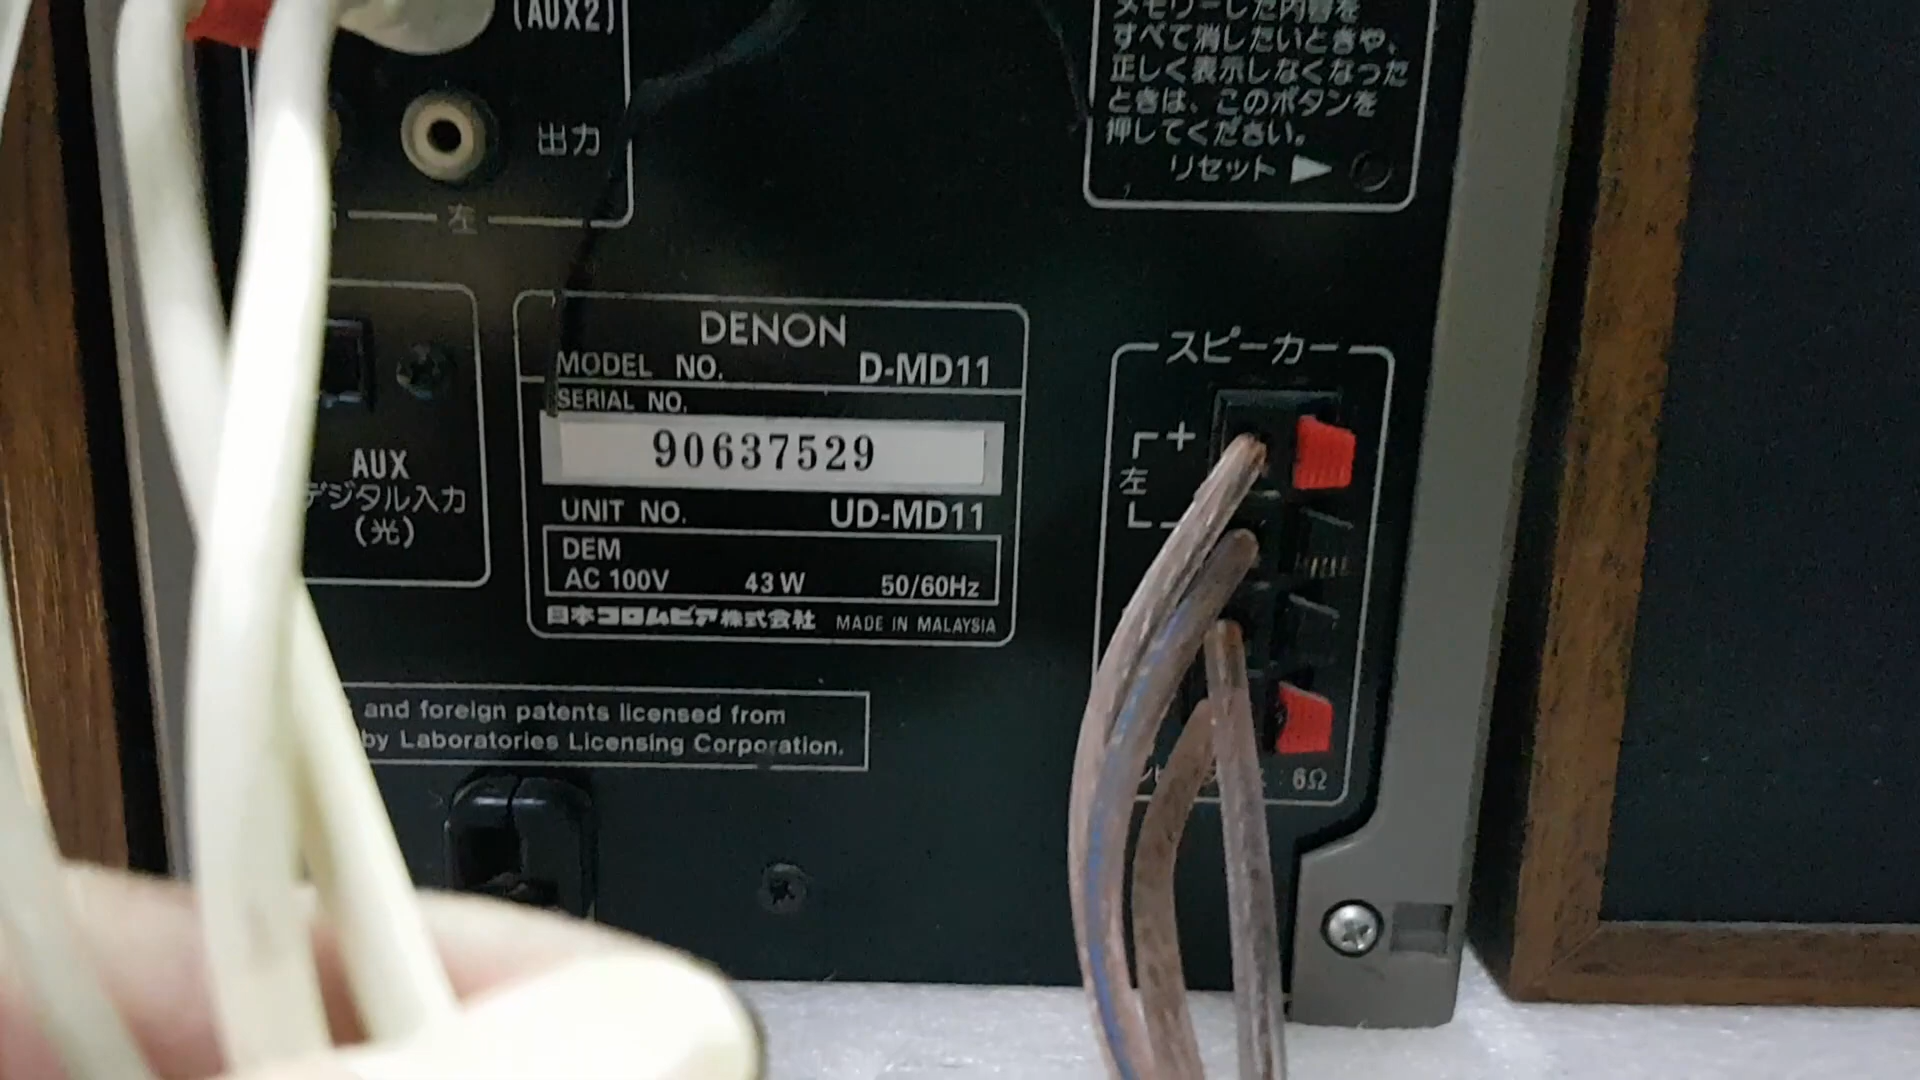 (AUX2)
出力
左
メモリーした内容を
すべて消したいときや、
正しく表示しなくなった
ときは、このボタンを
押してください。
リセット ▶
AUX
デジタル入力
(光)
DENON
MODEL NO. D-MD11
SERIAL NO.
90637529
UNIT NO. UD-MD11
DEM
AC 100V 43W 50/60Hz
日本コロムビア株式会社 MADE IN MALAYSIA
スピーカー
+
左
−
6Ω
and foreign patents licensed from
by Laboratories Licensing Corporation.